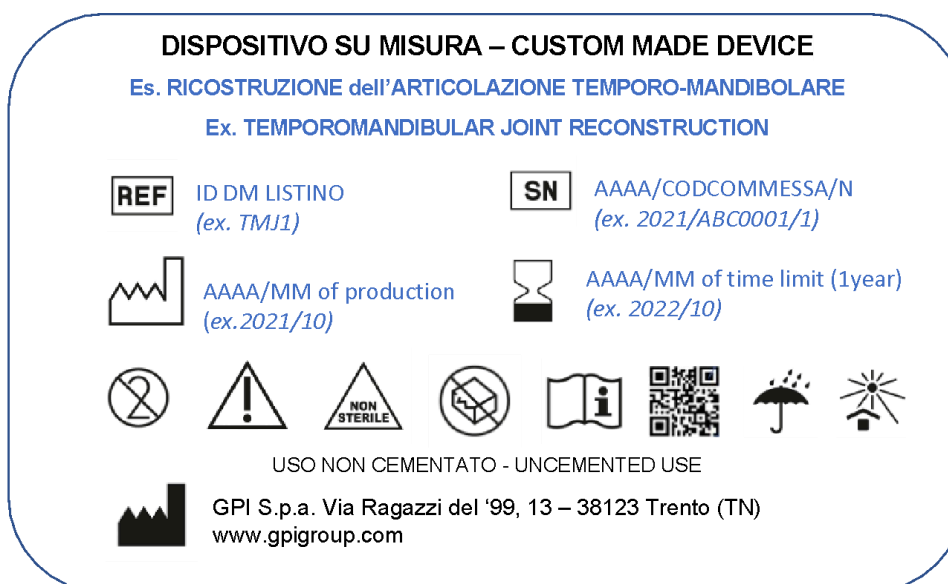 DISPOSITIVO SU MISURA – CUSTOM MADE DEVICE
Es. RICOSTRUZIONE dell’ARTICOLAZIONE TEMPORO-MANDIBOLARE
Ex. TEMPOROMANDIBULAR JOINT RECONSTRUCTION
REF
ID DM LISTINO
(ex. TMJ1)
SN
AAAA/CODCOMMESSA/N
(ex. 2021/ABC0001/1)
AAAA/MM of production
(ex.2021/10)
AAAA/MM of time limit (1year)
(ex. 2022/10)
2
NON
STERILE
i
USO NON CEMENTATO - UNCEMENTED USE
GPI S.p.a. Via Ragazzi del ‘99, 13 – 38123 Trento (TN)
www.gpigroup.com